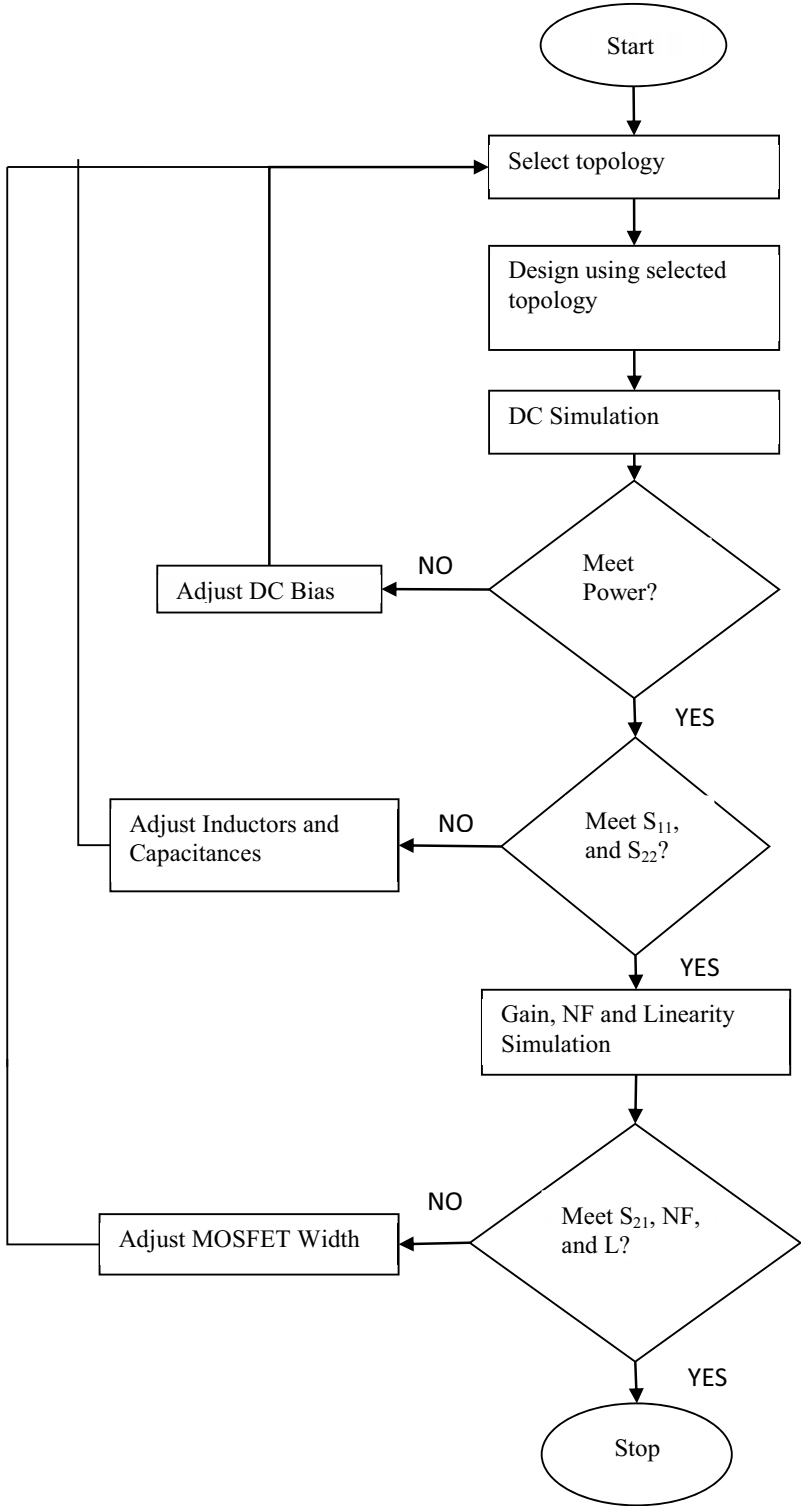 Start
Select topology
Design using selected
topology
DC Simulation
Meet
Power?
NO
Adjust DC Bias
YES
Meet S₁₁,
and S₂₂?
NO
Adjust Inductors and
Capacitances
YES
Gain, NF and Linearity
Simulation
Meet S₂₁, NF,
and L?
NO
Adjust MOSFET Width
YES
Stop